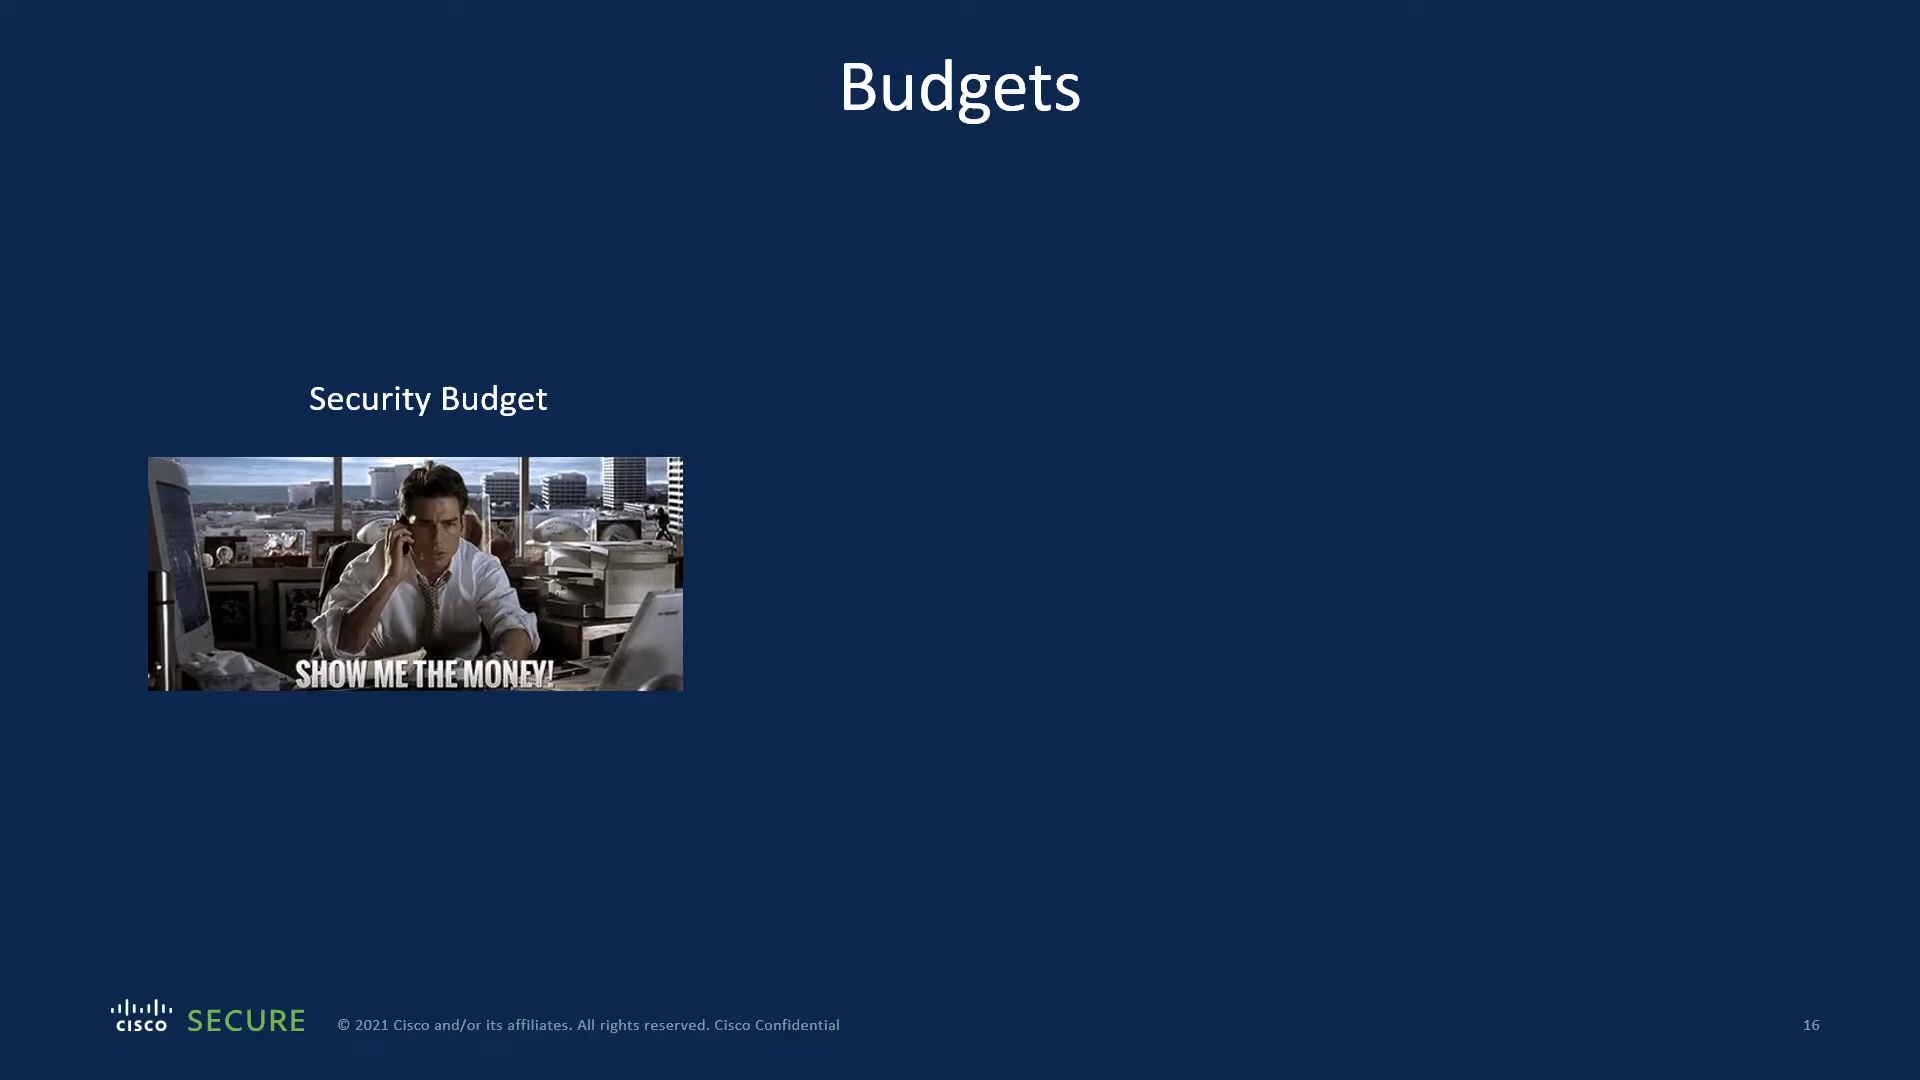 Budgets
Security Budget
SHOW ME THE MONEY!
CISCO SECURE © 2021 Cisco and/or its affiliates. All rights reserved. Cisco Confidential 16